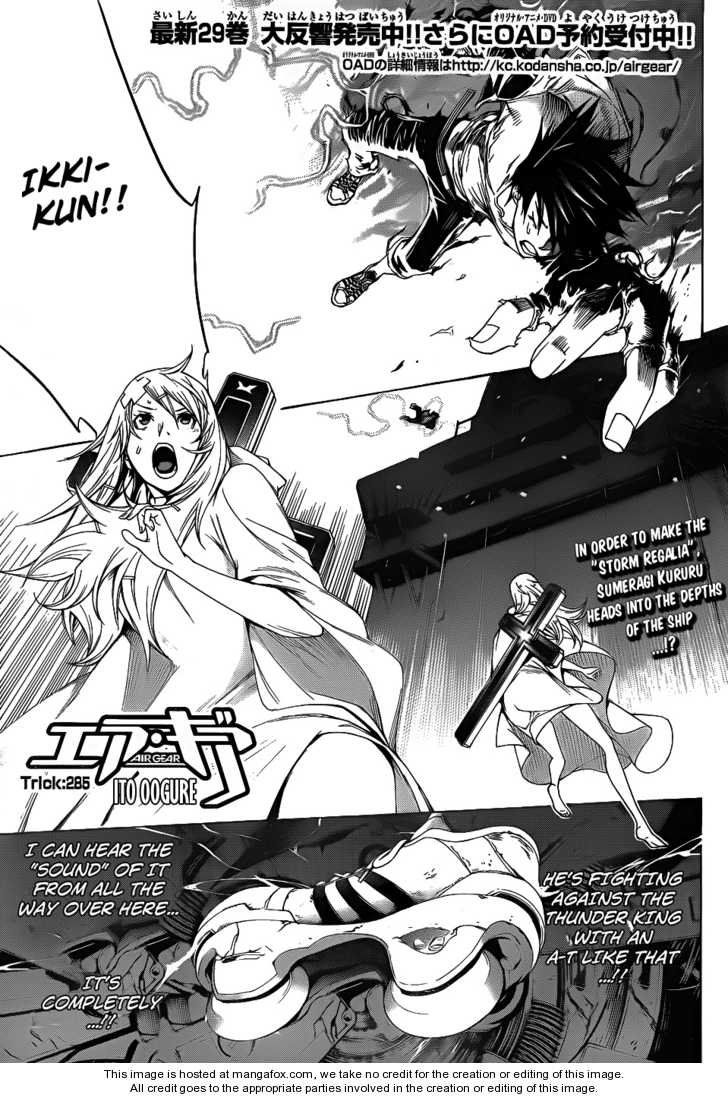 最新29巻 大反響発売中!!さらにOAD予約受付中!!
OADの詳細情報はhttp://kc.kodansha.co.jp/airgear/
IKKI-
KUN!!
IN ORDER TO MAKE THE
"STORM REGALIA",
SUMERAGI KURURU
HEADS INTO THE DEPTHS
OF THE SHIP
...!?
エア・ギア
AIR GEAR
Trick:285
ITO OOGURE
I CAN HEAR THE
"SOUND" OF IT
FROM ALL THE
WAY OVER HERE...
HE'S FIGHTING
AGAINST THE
THUNDER KING
WITH AN
A-T LIKE THAT
...!!
IT'S
COMPLETELY
...!!
This image is hosted at mangafox.com, we take no credit for the creation or editing of this image.
All credit goes to the appropriate parties involved in the creation or editing of this image.